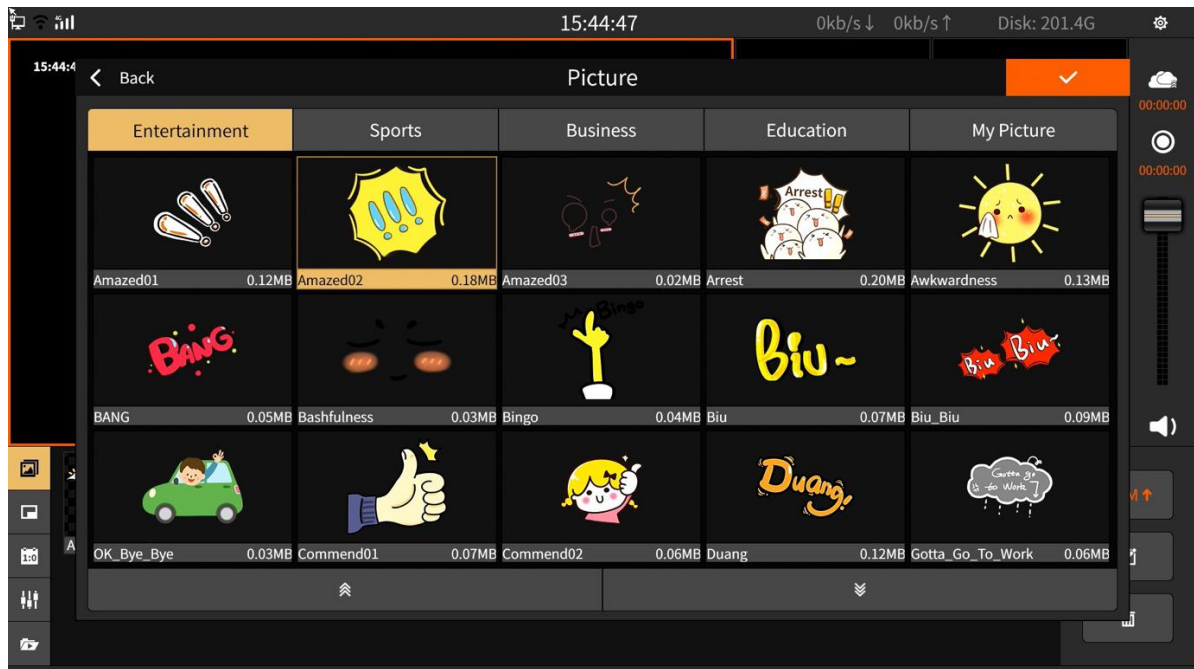 15:44:47 0kb/s↓ 0kb/s↑ Disk: 201.4G
15:44:4
Back Picture
00:00:00
Entertainment Sports Business Education My Picture
00:00:00
Arrest
Amazed01 0.12MB Amazed02 0.18MB Amazed03 0.02MB Arrest 0.20MB Awkwardness 0.13MB
Bingo
BANG Biu~ Biu Biu~
BANG 0.05MB Bashfulness 0.03MB Bingo 0.04MB Biu 0.07MB Biu_Biu 0.09MB
Duang! Gotta go
to Work
M↑
1:0 A
OK_Bye_Bye 0.03MB Commend01 0.07MB Commend02 0.06MB Duang 0.12MB Gotta_Go_To_Work 0.06MB